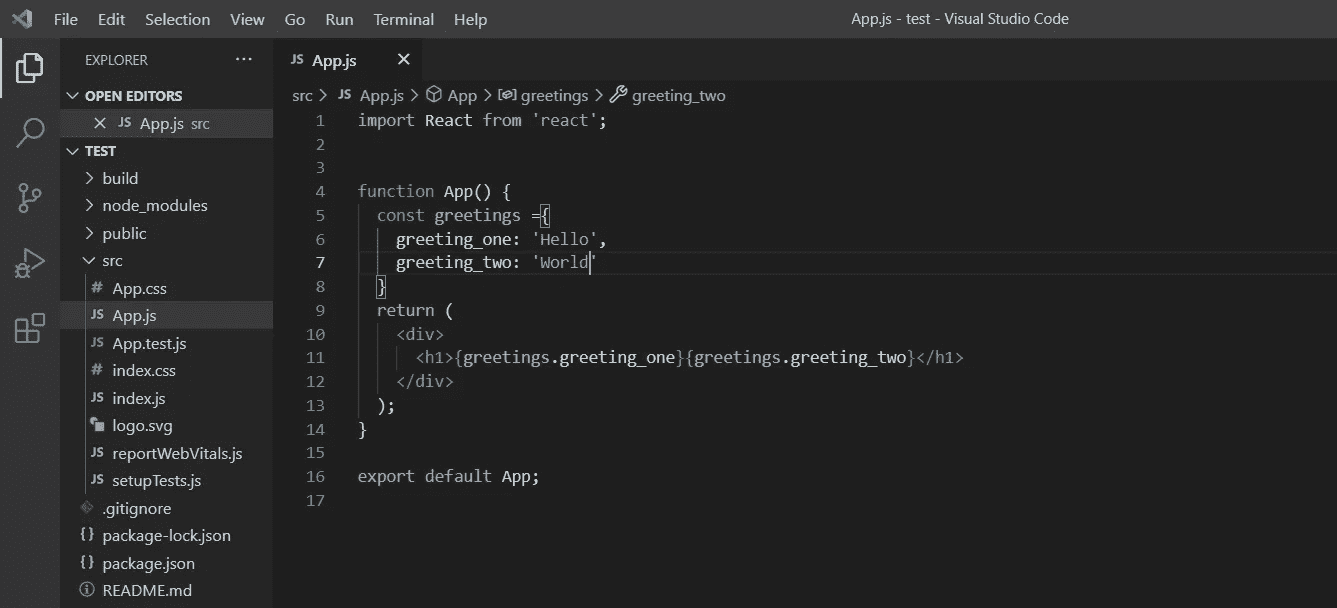 File Edit Selection View Go Run Terminal Help App.js - test - Visual Studio Code
EXPLORER ···
OPEN EDITORS
JS App.js src
TEST
build
node_modules
public
src
# App.css
JS App.js
JS App.test.js
# index.css
JS index.js
logo.svg
JS reportWebVitals.js
JS setupTests.js
.gitignore
{} package-lock.json
{} package.json
README.md
JS App.js
src > JS App.js > App > greetings > greeting_two
1 import React from 'react';
2
3
4 function App() {
5   const greetings ={
6     greeting_one: 'Hello',
7     greeting_two: 'World'
8   }
9   return (
10     <div>
11       <h1>{greetings.greeting_one}{greetings.greeting_two}</h1>
12     </div>
13   );
14 }
15
16 export default App;
17